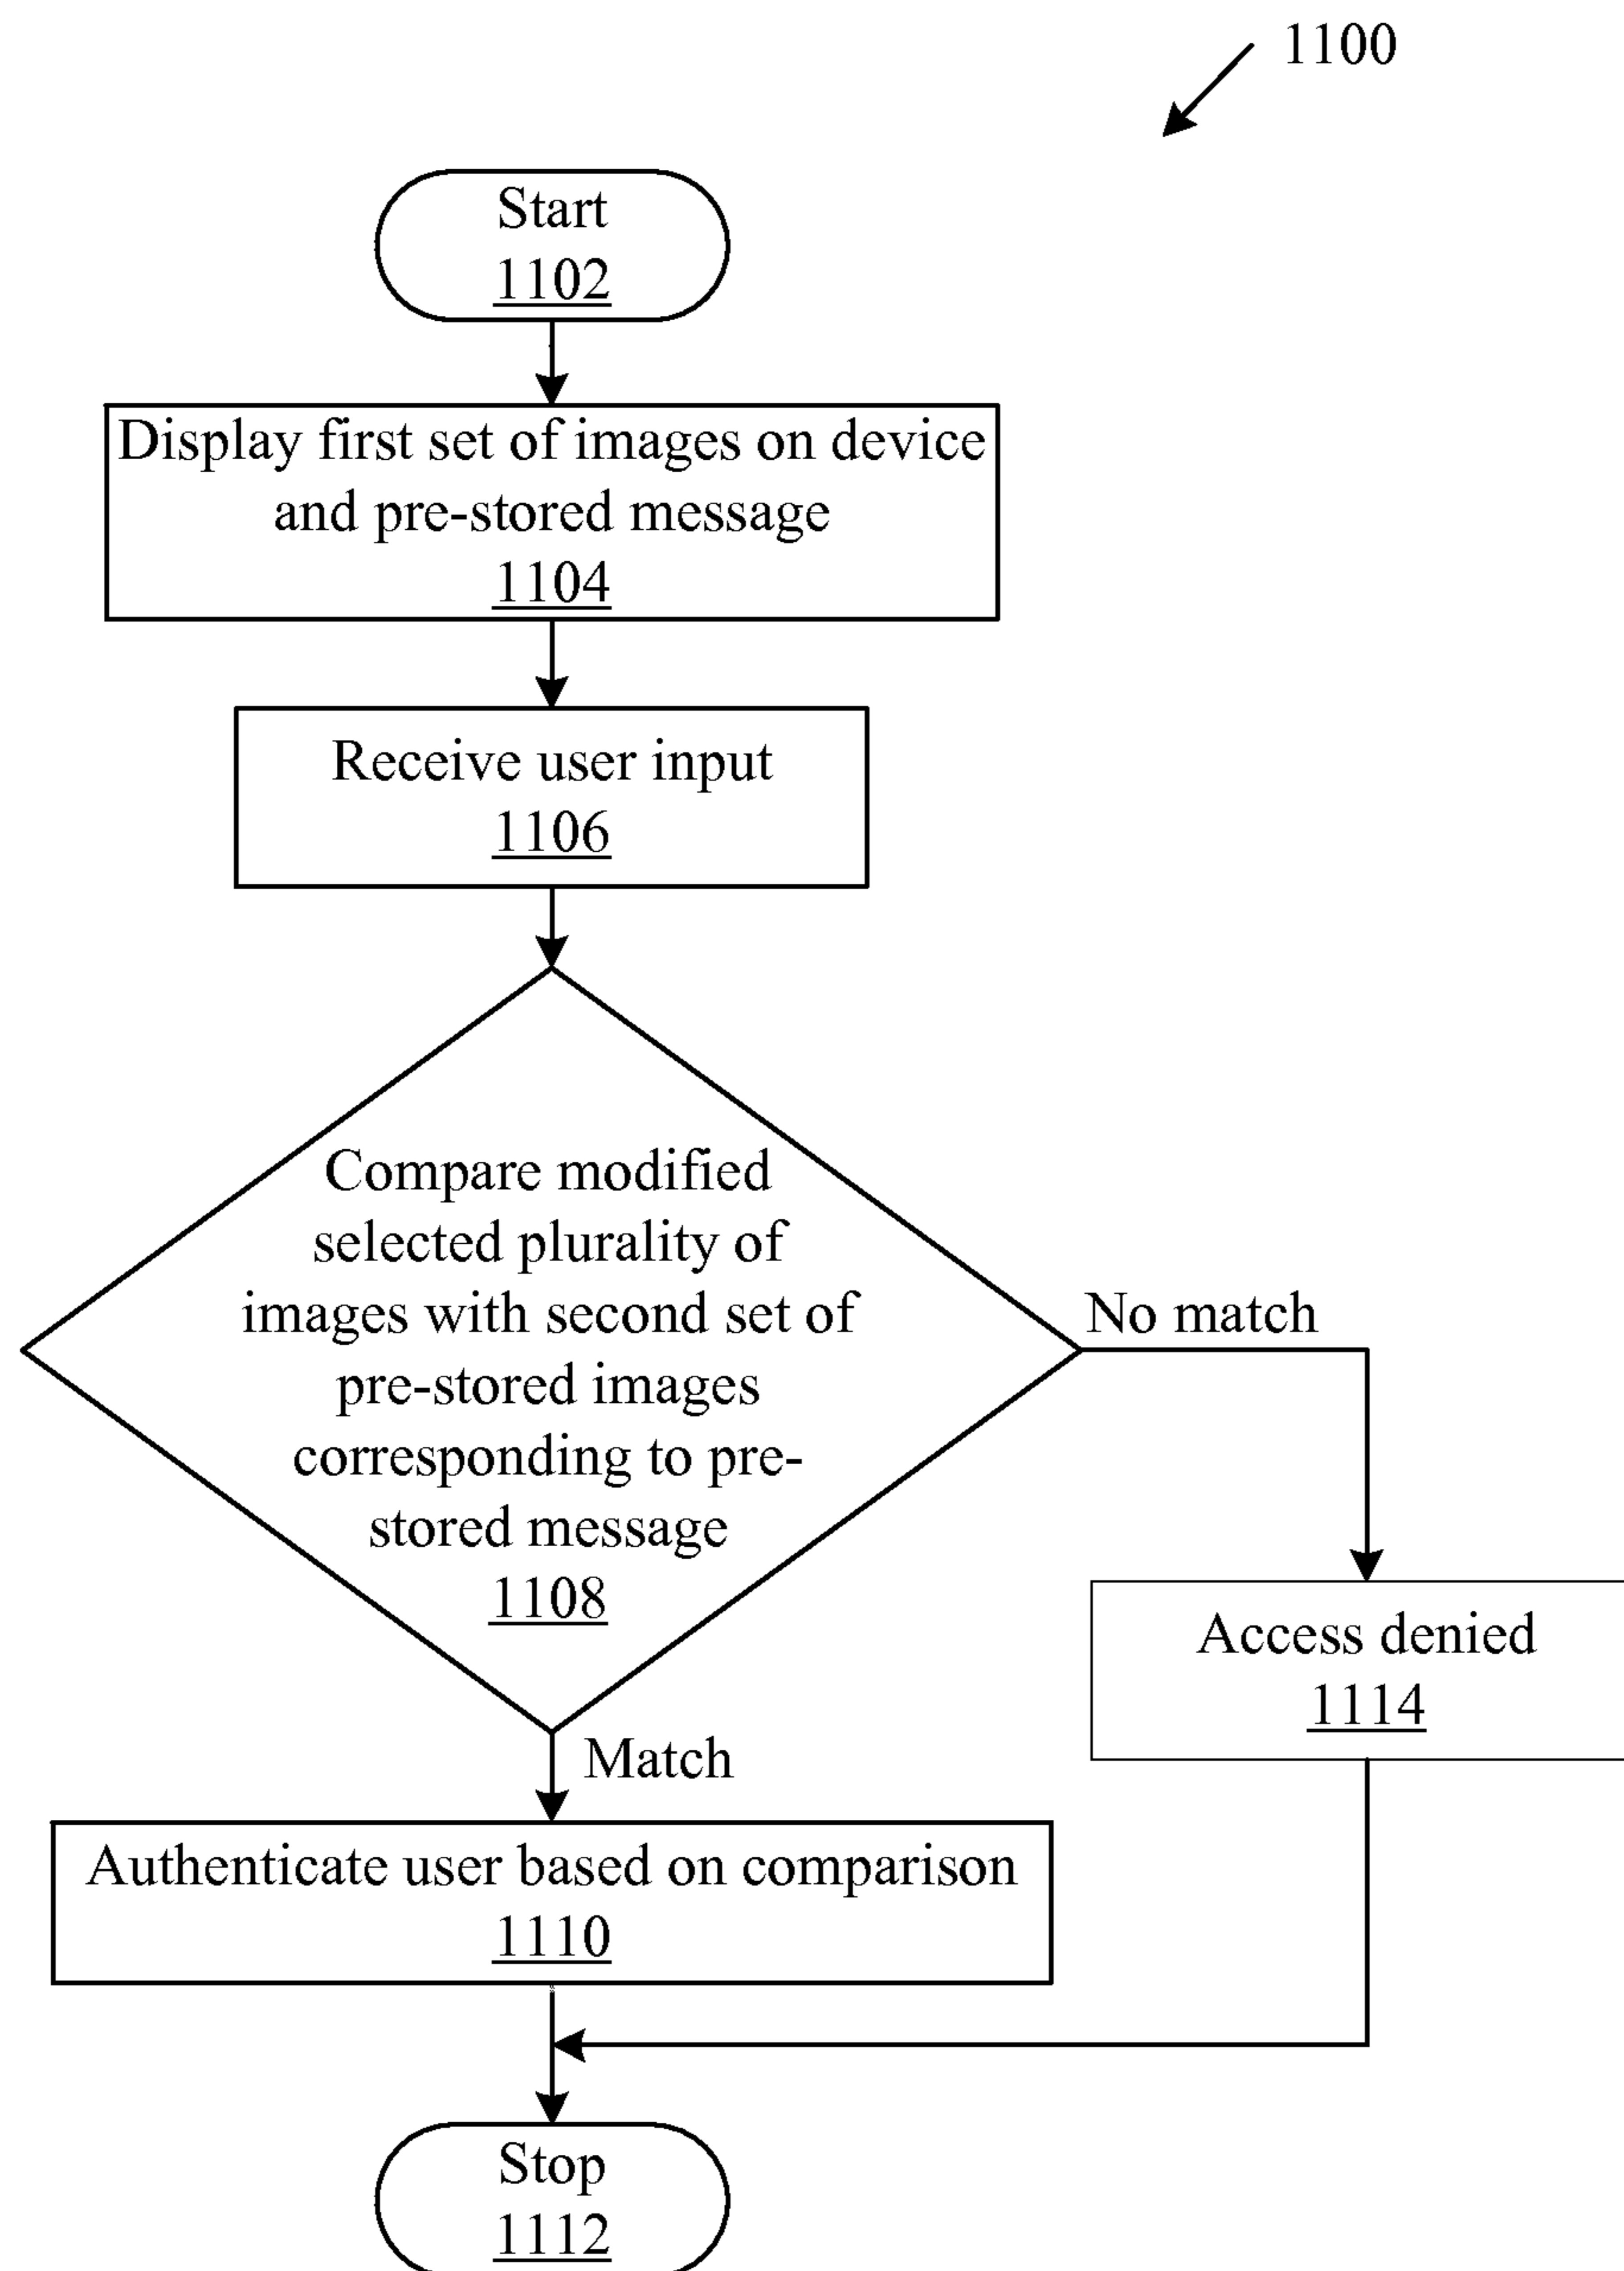 1100
Start
1102
Display first set of images on device
and pre-stored message
1104
Receive user input
1106
Compare modified
selected plurality of
images with second set of
pre-stored images
corresponding to pre-
stored message
1108
No match
Access denied
1114
Match
Authenticate user based on comparison
1110
Stop
1112